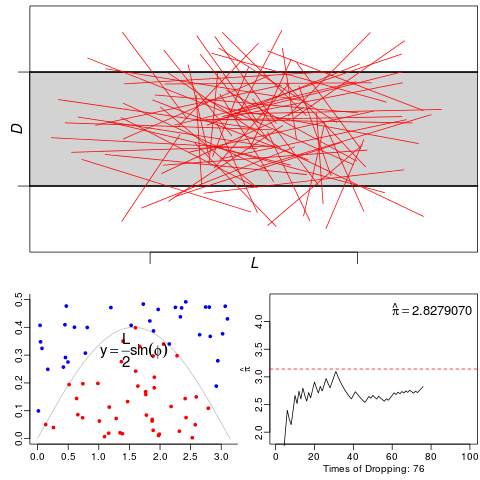 D
L
0.5
0.4
0.3
0.2
0.1
0.0
y = L/2 sin(ϕ)
0.0 0.5 1.0 1.5 2.0 2.5 3.0
π̂ = 2.8279070
π̂
4.0
3.5
3.0
2.5
2.0
0 20 40 60 80 100
Times of Dropping: 76